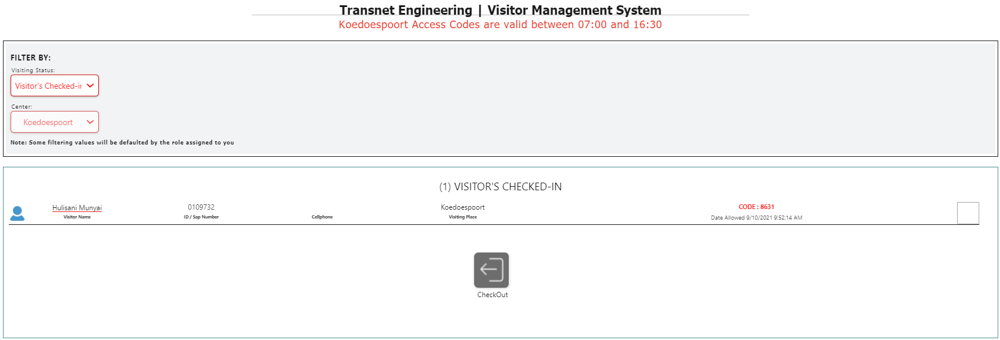 Transnet Engineering | Visitor Management System
Koedoespoort Access Codes are valid between 07:00 and 16:30
FILTER BY:
Visiting Status:
Visitor's Checked-in
Center:
Koedoespoort
Note: Some filtering values will be defaulted by the role assigned to you
(1) VISITOR'S CHECKED-IN
Hulisani Munyai 0109732 Koedoespoort CODE : 8631
Visitor Name ID / Sap Number Cellphone Visiting Place Date Allowed 9/10/2021 9:52:14 AM
CheckOut